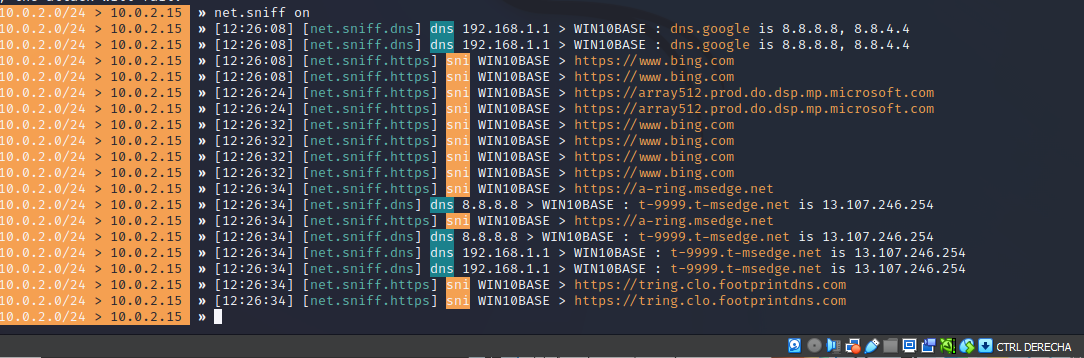 10.0.2.0/24 > 10.0.2.15 » net.sniff on
10.0.2.0/24 > 10.0.2.15 » [12:26:08] [net.sniff.dns] dns 192.168.1.1 > WIN10BASE : dns.google is 8.8.8.8, 8.8.4.4
10.0.2.0/24 > 10.0.2.15 » [12:26:08] [net.sniff.dns] dns 192.168.1.1 > WIN10BASE : dns.google is 8.8.8.8, 8.8.4.4
10.0.2.0/24 > 10.0.2.15 » [12:26:08] [net.sniff.https] sni WIN10BASE > https://www.bing.com
10.0.2.0/24 > 10.0.2.15 » [12:26:08] [net.sniff.https] sni WIN10BASE > https://www.bing.com
10.0.2.0/24 > 10.0.2.15 » [12:26:24] [net.sniff.https] sni WIN10BASE > https://array512.prod.do.dsp.mp.microsoft.com
10.0.2.0/24 > 10.0.2.15 » [12:26:24] [net.sniff.https] sni WIN10BASE > https://array512.prod.do.dsp.mp.microsoft.com
10.0.2.0/24 > 10.0.2.15 » [12:26:32] [net.sniff.https] sni WIN10BASE > https://www.bing.com
10.0.2.0/24 > 10.0.2.15 » [12:26:32] [net.sniff.https] sni WIN10BASE > https://www.bing.com
10.0.2.0/24 > 10.0.2.15 » [12:26:32] [net.sniff.https] sni WIN10BASE > https://www.bing.com
10.0.2.0/24 > 10.0.2.15 » [12:26:32] [net.sniff.https] sni WIN10BASE > https://www.bing.com
10.0.2.0/24 > 10.0.2.15 » [12:26:34] [net.sniff.https] sni WIN10BASE > https://a-ring.msedge.net
10.0.2.0/24 > 10.0.2.15 » [12:26:34] [net.sniff.dns] dns 8.8.8.8 > WIN10BASE : t-9999.t-msedge.net is 13.107.246.254
10.0.2.0/24 > 10.0.2.15 » [12:26:34] [net.sniff.https] sni WIN10BASE > https://a-ring.msedge.net
10.0.2.0/24 > 10.0.2.15 » [12:26:34] [net.sniff.dns] dns 8.8.8.8 > WIN10BASE : t-9999.t-msedge.net is 13.107.246.254
10.0.2.0/24 > 10.0.2.15 » [12:26:34] [net.sniff.dns] dns 192.168.1.1 > WIN10BASE : t-9999.t-msedge.net is 13.107.246.254
10.0.2.0/24 > 10.0.2.15 » [12:26:34] [net.sniff.dns] dns 192.168.1.1 > WIN10BASE : t-9999.t-msedge.net is 13.107.246.254
10.0.2.0/24 > 10.0.2.15 » [12:26:34] [net.sniff.https] sni WIN10BASE > https://tring.clo.footprintdns.com
10.0.2.0/24 > 10.0.2.15 » [12:26:34] [net.sniff.https] sni WIN10BASE > https://tring.clo.footprintdns.com
10.0.2.0/24 > 10.0.2.15 »
CTRL DERECHA